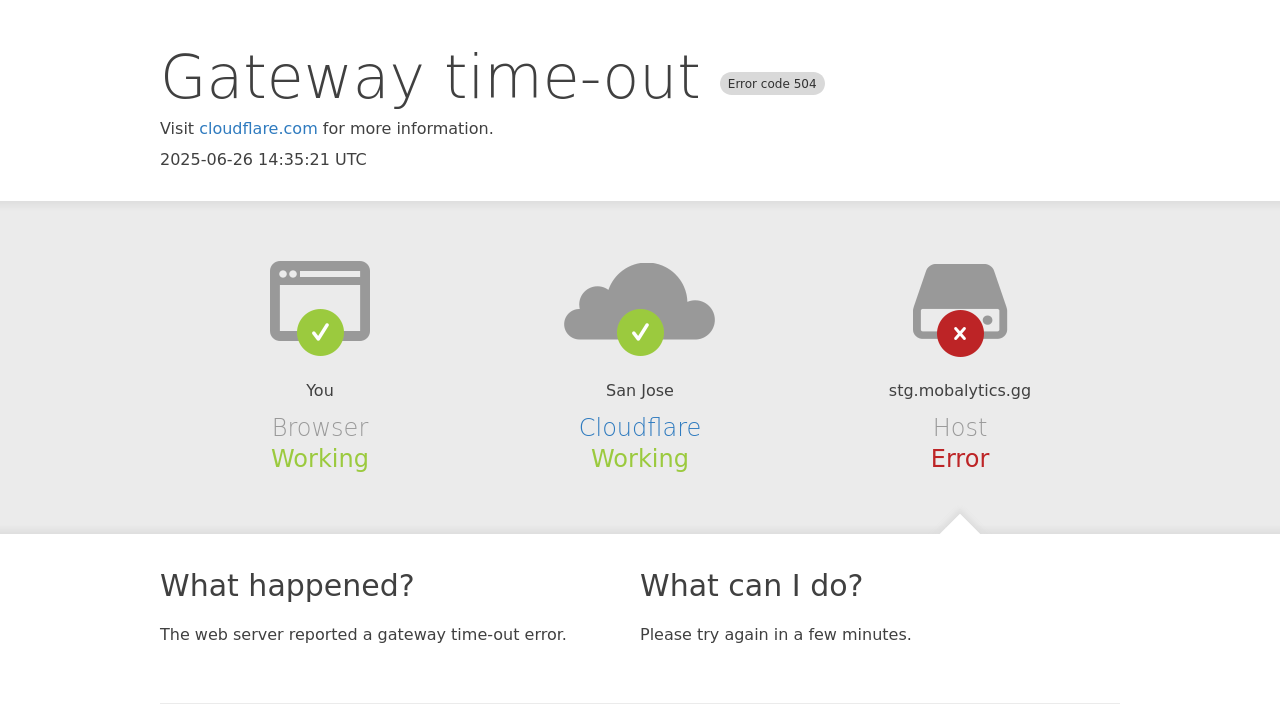 Gateway time-out Error code 504
Visit cloudflare.com for more information.
2025-06-26 14:35:21 UTC
You
Browser
Working
San Jose
Cloudflare
Working
stg.mobalytics.gg
Host
Error
What happened?
The web server reported a gateway time-out error.
What can I do?
Please try again in a few minutes.